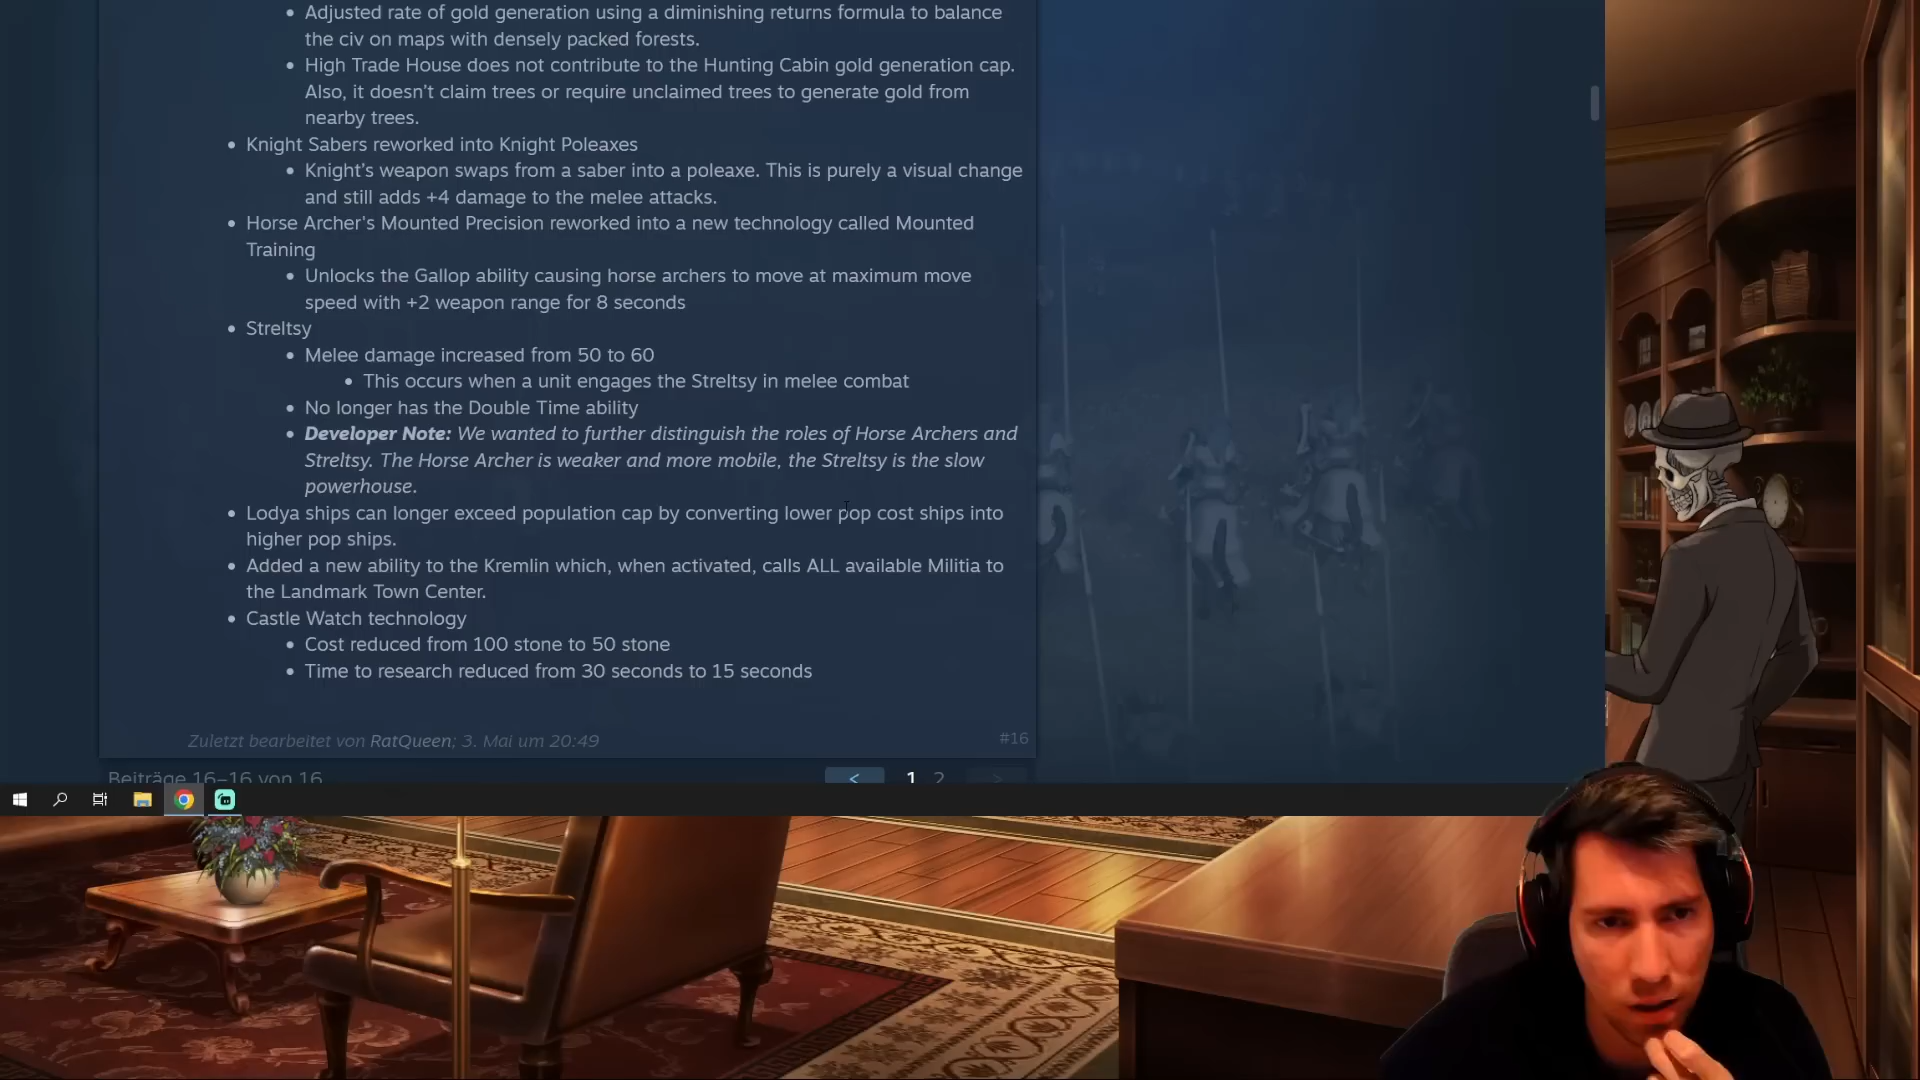 Adjusted rate of gold generation using a diminishing returns formula to balance
the civ on maps with densely packed forests.
High Trade House does not contribute to the Hunting Cabin gold generation cap.
Also, it doesn't claim trees or require unclaimed trees to generate gold from
nearby trees.
Knight Sabers reworked into Knight Poleaxes
Knight's weapon swaps from a saber into a poleaxe. This is purely a visual change
and still adds +4 damage to the melee attacks.
Horse Archer's Mounted Precision reworked into a new technology called Mounted
Training
Unlocks the Gallop ability causing horse archers to move at maximum move
speed with +2 weapon range for 8 seconds
Streltsy
Melee damage increased from 50 to 60
This occurs when a unit engages the Streltsy in melee combat
No longer has the Double Time ability
Developer Note: We wanted to further distinguish the roles of Horse Archers and
Streltsy. The Horse Archer is weaker and more mobile, the Streltsy is the slow
powerhouse.
Lodya ships can longer exceed population cap by converting lower pop cost ships into
higher pop ships.
Added a new ability to the Kremlin which, when activated, calls ALL available Militia to
the Landmark Town Center.
Castle Watch technology
Cost reduced from 100 stone to 50 stone
Time to research reduced from 30 seconds to 15 seconds
Zuletzt bearbeitet von RatQueen; 3. Mai um 20:49
#16
Beiträge 16–16 von 16
< 1 2 >